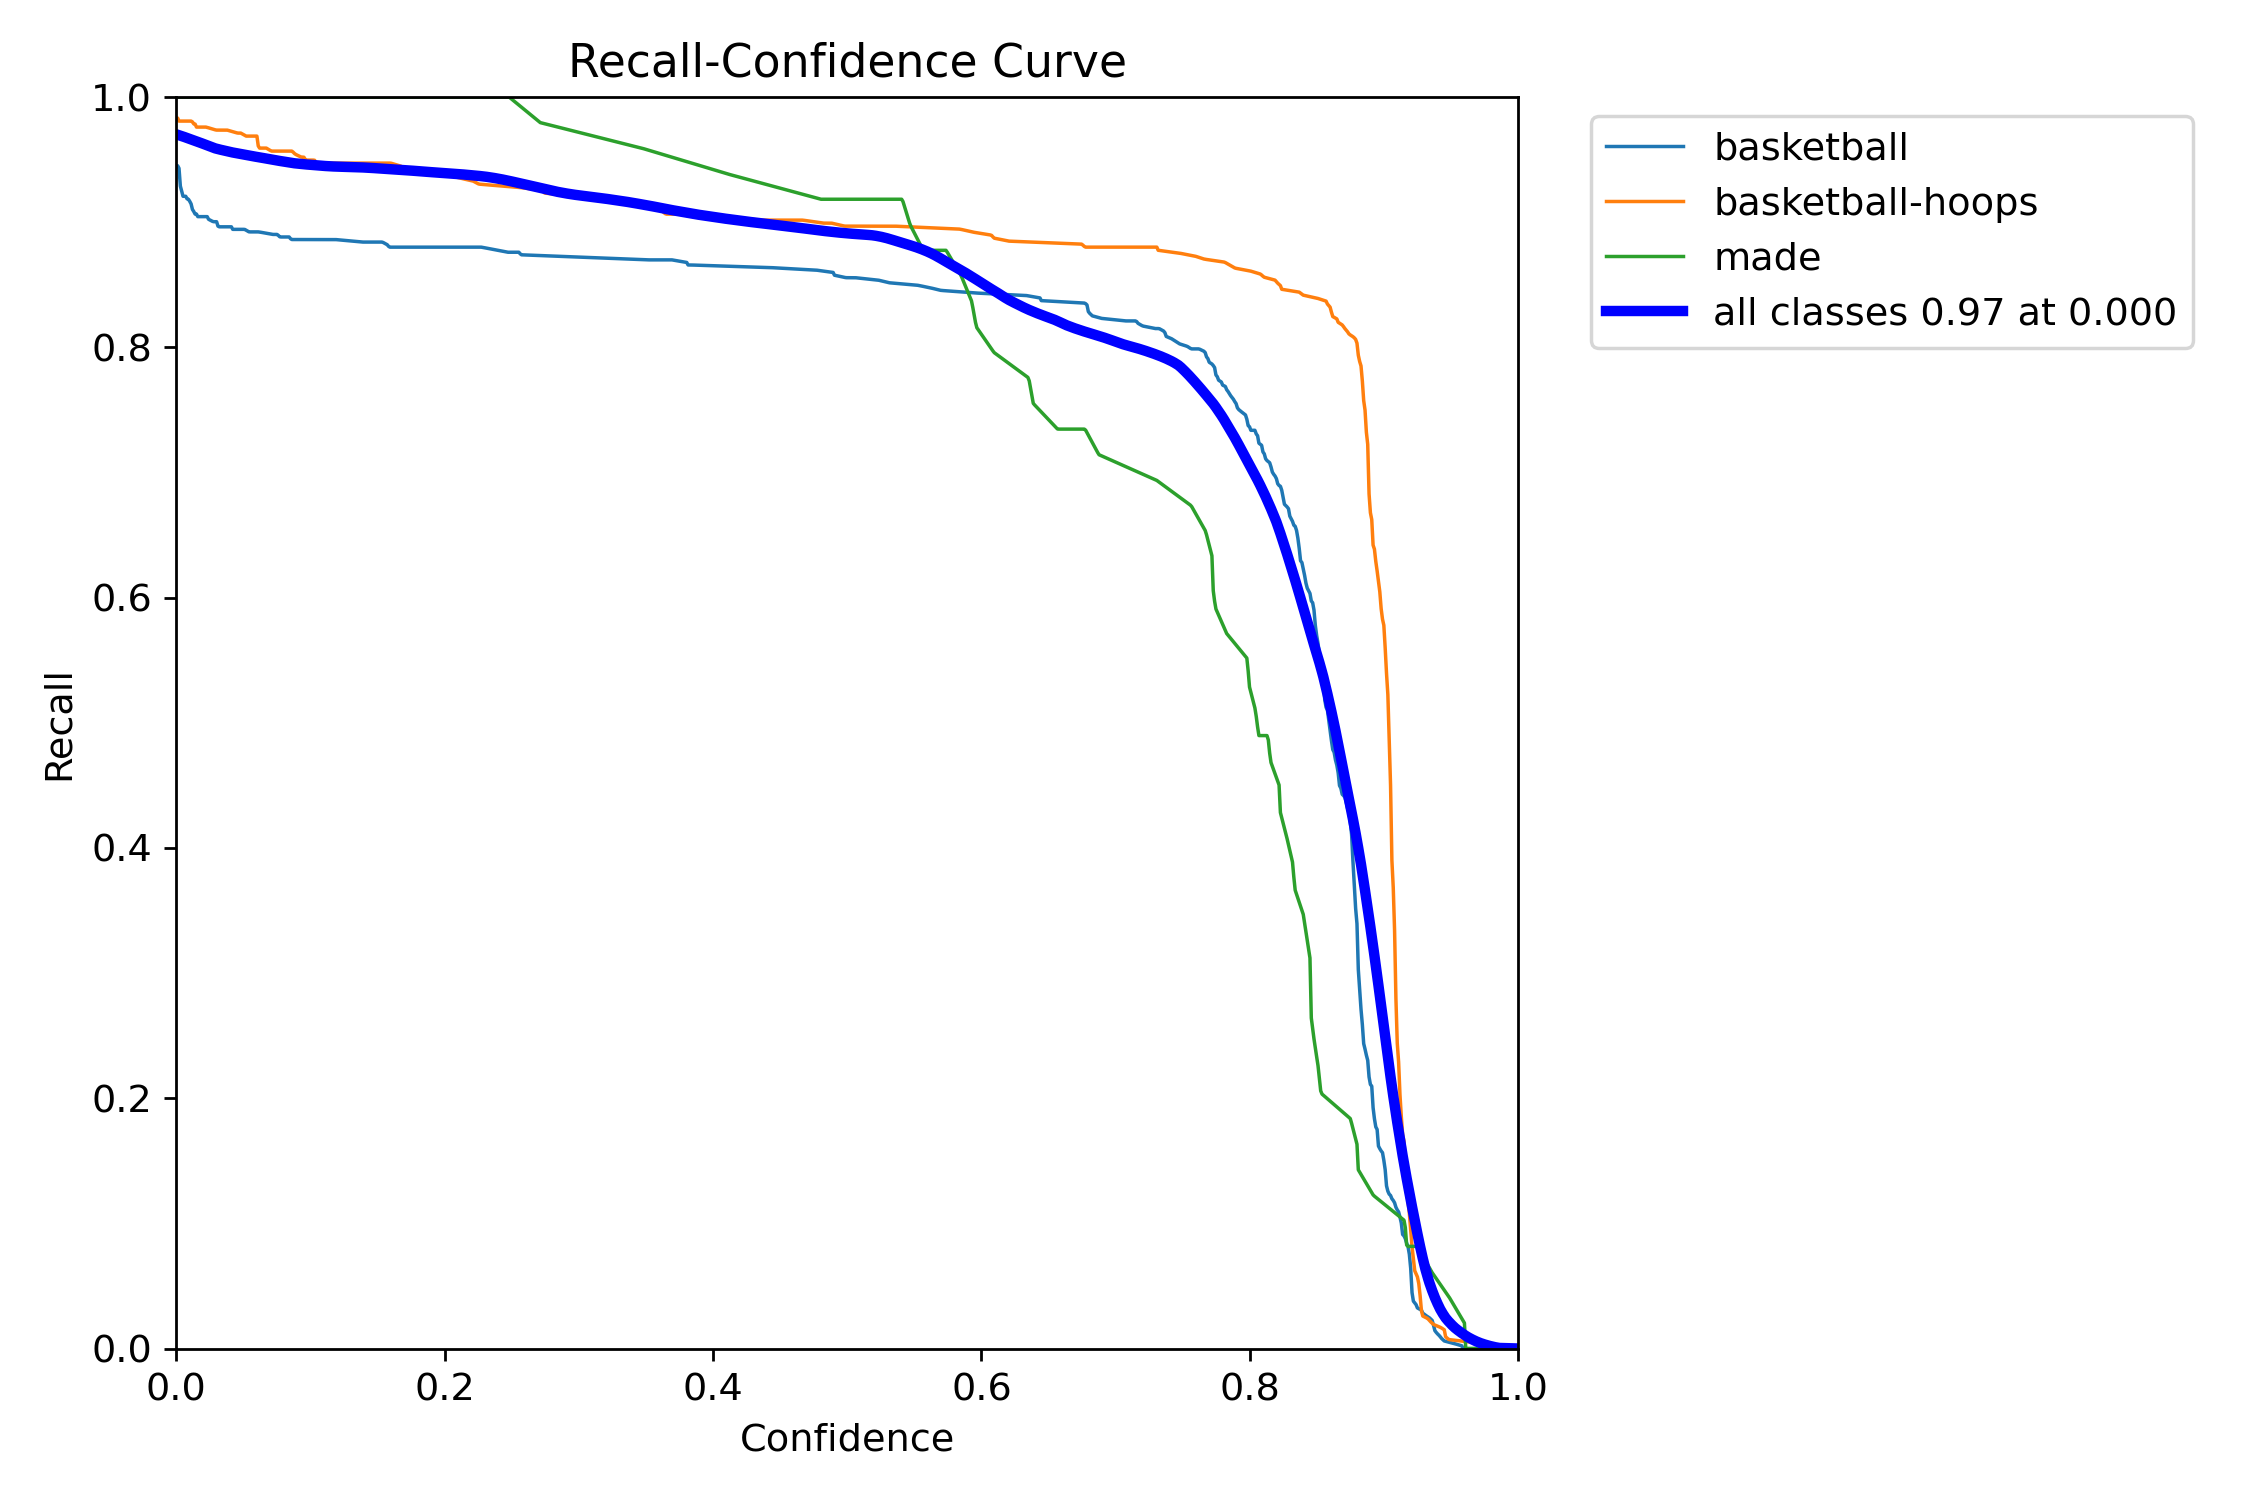 Recall-Confidence Curve
1.0
0.8
0.6
0.4
0.2
0.0
Recall
0.0 0.2 0.4 0.6 0.8 1.0
Confidence
basketball
basketball-hoops
made
all classes 0.97 at 0.000